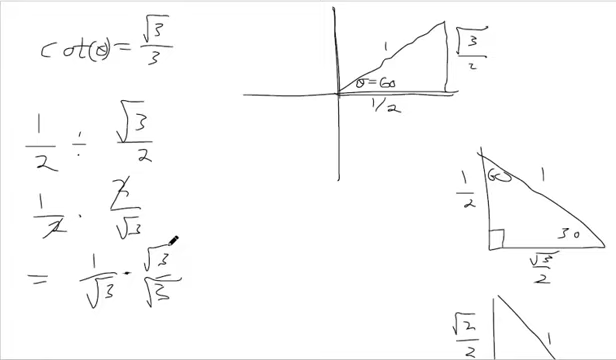 cot(θ) = √3/3
1/2 ÷ √3/2
1/2 · 2/√3
= 1/√3 · √3/√3
1
√3/2
θ=60
1/2
60
1
1/2
30
√3/2
√2/2
1